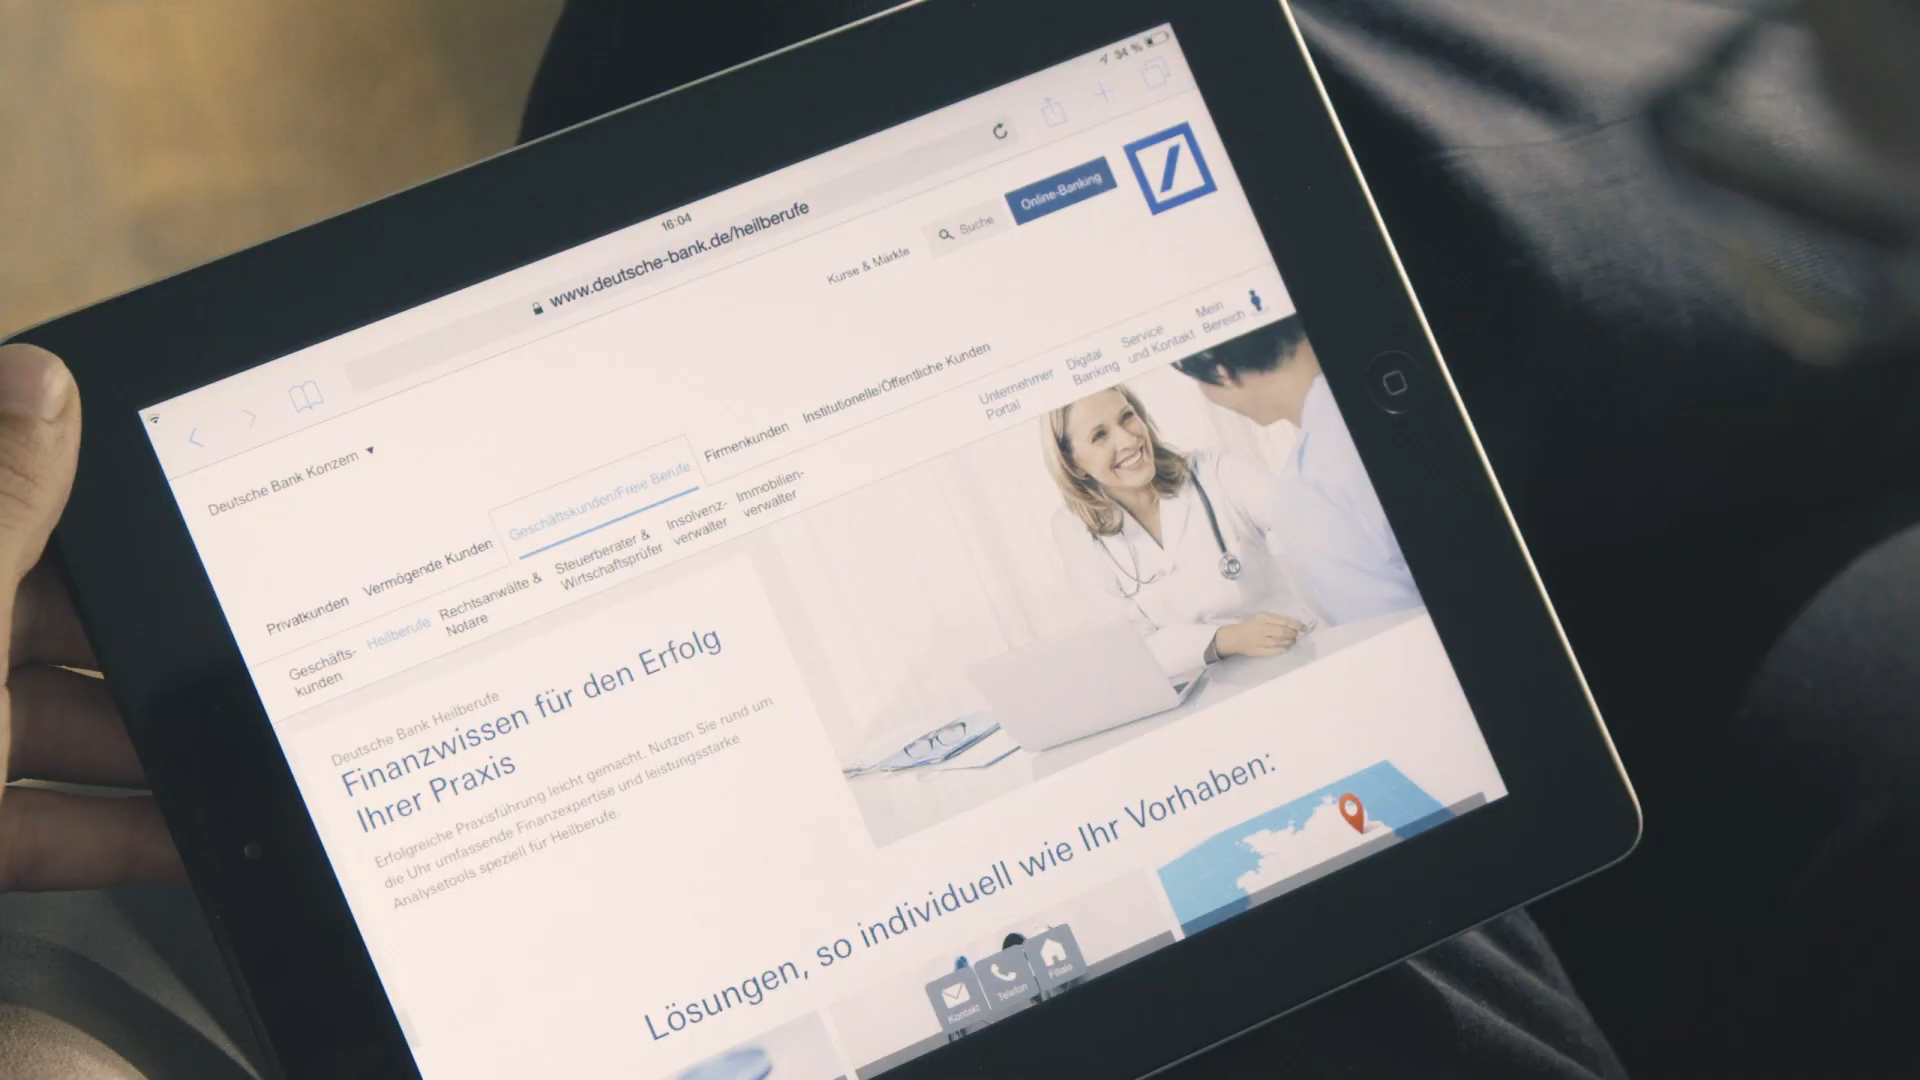 34 %
16:04
www.deutsche-bank.de/heilberufe
Kurse & Märkte
Suche
Online-Banking
Deutsche Bank Konzern
Privatkunden
Vermögende Kunden
Geschäftskunden/Freie Berufe
Firmenkunden
Institutionelle/Öffentliche Kunden
Geschäfts-
kunden
Heilberufe
Rechtsanwälte &
Notare
Steuerberater &
Wirtschaftsprüfer
Insolvenz-
verwalter
Immobilien-
verwalter
Unternehmer
Portal
Digital
Banking
Service
und Kontakt
Mein
Bereich
Deutsche Bank Heilberufe
Finanzwissen für den Erfolg
Ihrer Praxis
Erfolgreiche Praxisführung leicht gemacht. Nutzen Sie rund um
die Uhr umfassende Finanzexpertise und leistungsstarke
Analysetools speziell für Heilberufe.
Lösungen, so individuell wie Ihr Vorhaben:
Kontakt
Telefon
Filiale